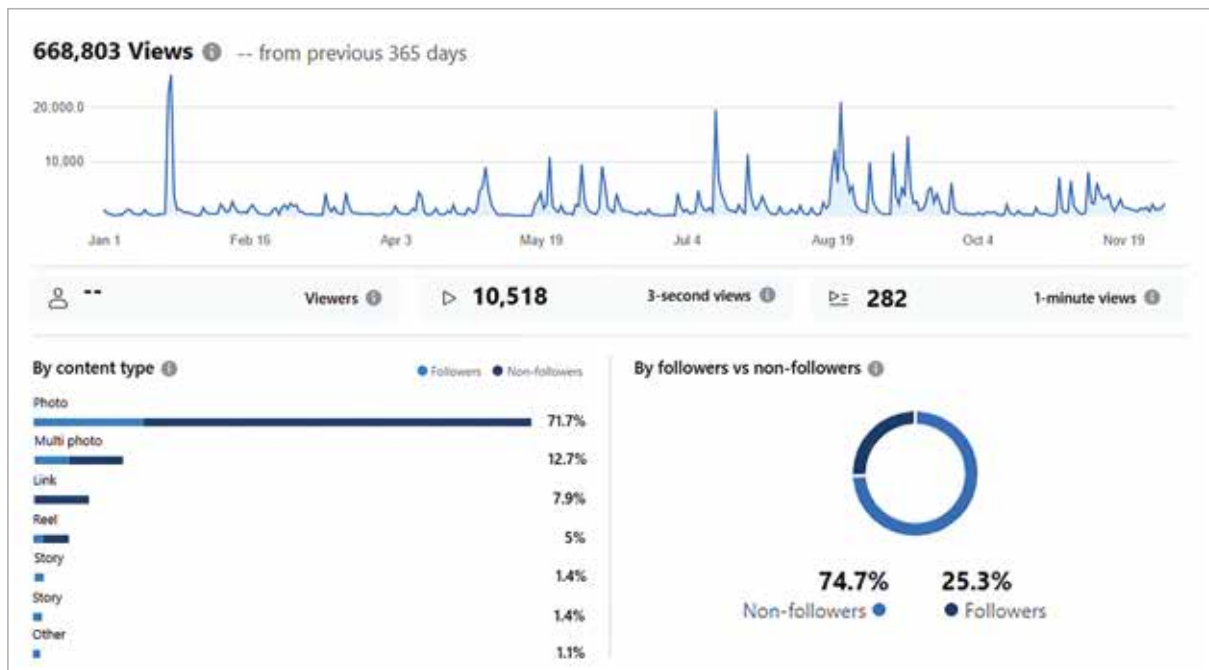 668,803 Views -- from previous 365 days
20.000.0
10,000
Jan 1 Feb 16 Apr 3 May 19 Jul 4 Aug 19 Oct 4 Nov 19
-- Viewers
10,518 3-second views
282 1-minute views
By content type
Followers Non-followers
Photo
71.7%
Multi photo
12.7%
Link
7.9%
Reel
5%
Story
1.4%
Story
1.4%
Other
1.1%
By followers vs non-followers
74.7% 25.3%
Non-followers Followers